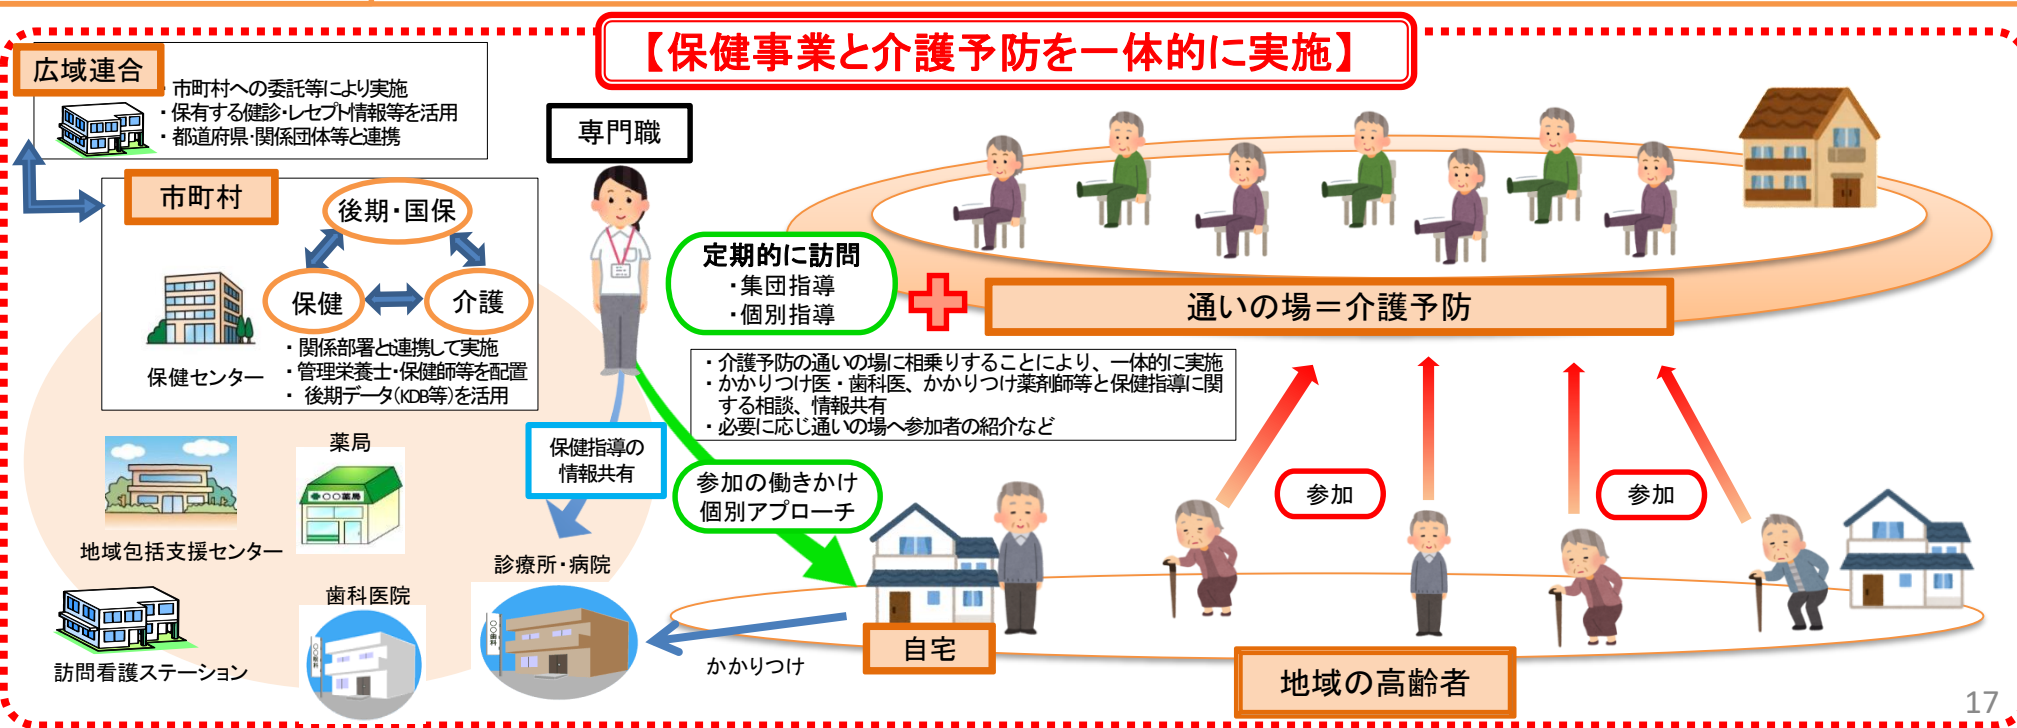 【保健事業と介護予防を一体的に実施】
広域連合
・市町村への委託等により実施
・保有する健診・レセプト情報等を活用
・都道府県・関係団体等と連携
市町村
後期・国保
保健
介護
保健センター
・関係部署と連携して実施
・管理栄養士・保健師等を配置
・後期データ(KDB等)を活用
専門職
定期的に訪問
・集団指導
・個別指導
通いの場＝介護予防
・介護予防の通いの場に相乗りすることにより、一体的に実施
・かかりつけ医・歯科医、かかりつけ薬剤師等と保健指導に関
する相談、情報共有
・必要に応じ通いの場へ参加者の紹介など
保健指導の
情報共有
参加の働きかけ
個別アプローチ
参加
参加
薬局
〇〇薬局
地域包括支援センター
訪問看護ステーション
歯科医院
診療所・病院
かかりつけ
自宅
地域の高齢者
17